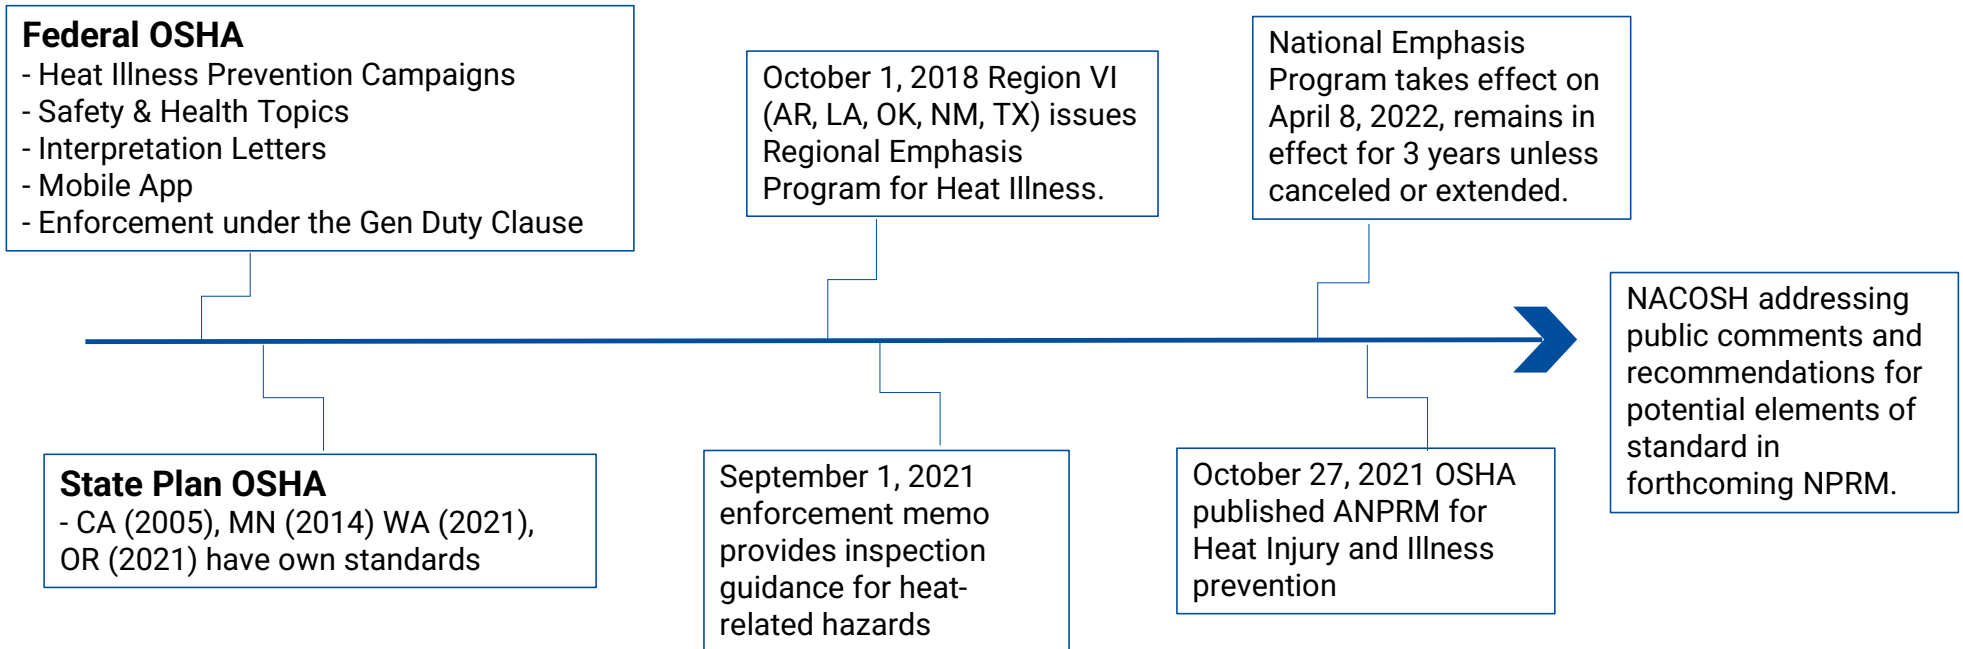 Federal OSHA
- Heat Illness Prevention Campaigns
- Safety & Health Topics
- Interpretation Letters
- Mobile App
- Enforcement under the Gen Duty Clause
State Plan OSHA
- CA (2005), MN (2014) WA (2021),
OR (2021) have own standards
October 1, 2018 Region VI
(AR, LA, OK, NM, TX) issues
Regional Emphasis
Program for Heat Illness.
September 1, 2021
enforcement memo
provides inspection
guidance for heat-
related hazards
National Emphasis
Program takes effect on
April 8, 2022, remains in
effect for 3 years unless
canceled or extended.
October 27, 2021 OSHA
published ANPRM for
Heat Injury and Illness
prevention
NACOSH addressing
public comments and
recommendations for
potential elements of
standard in
forthcoming NPRM.